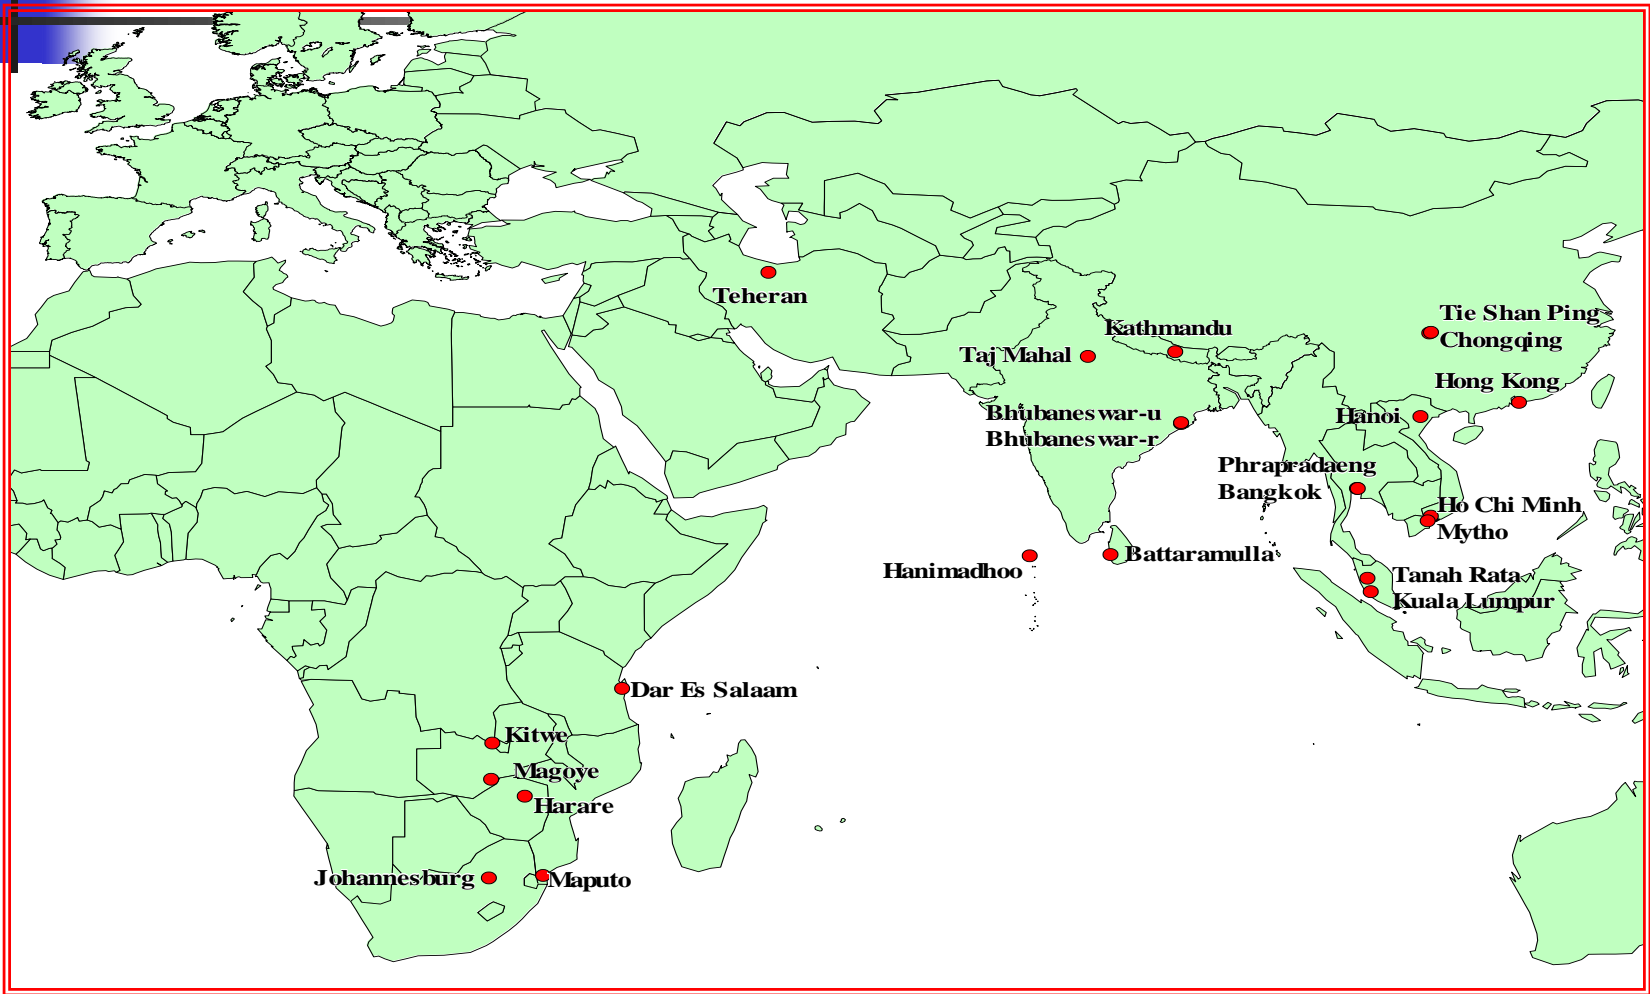 Teheran
Tie Shan Ping
Chongqing
Kathmandu
Taj Mahal
Hong Kong
Hanoi
Bhubaneswar-u
Bhubaneswar-r
Phrapradaeng
Bangkok
Ho Chi Minh
Mytho
Battaramulla
Hanimadhoo
Tanah Rata
Kuala Lumpur
Dar Es Salaam
Kitwe
Magoye
Harare
Johannesburg
Maputo